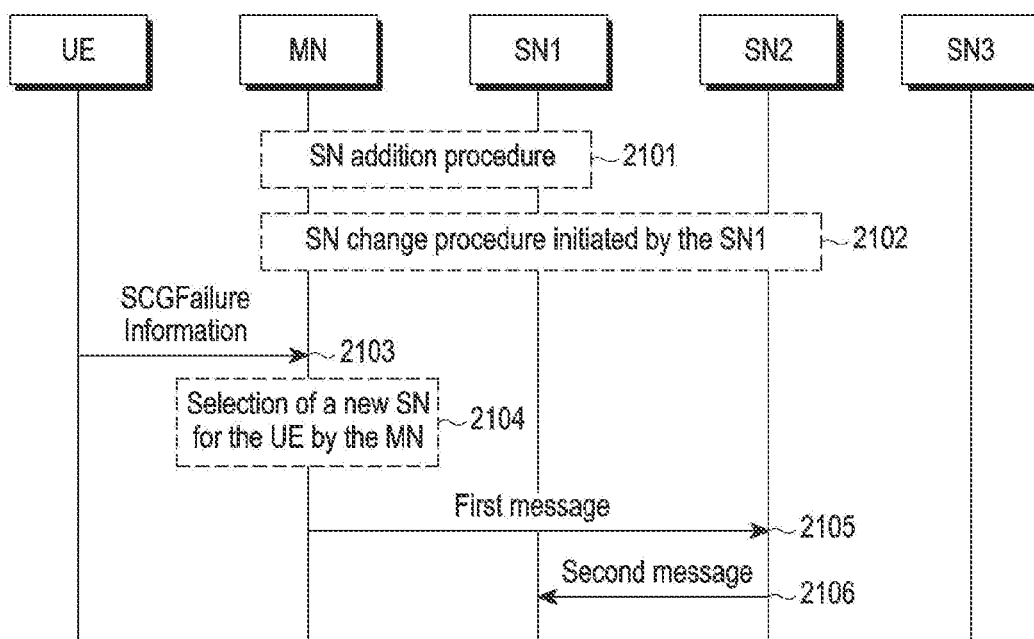 UE
MN
SN1
SN2
SN3
SN addition procedure
2101
SN change procedure initiated by the SN1
2102
SCGFailure
Information
2103
Selection of a new SN
for the UE by the MN
2104
First message
2105
Second message
2106